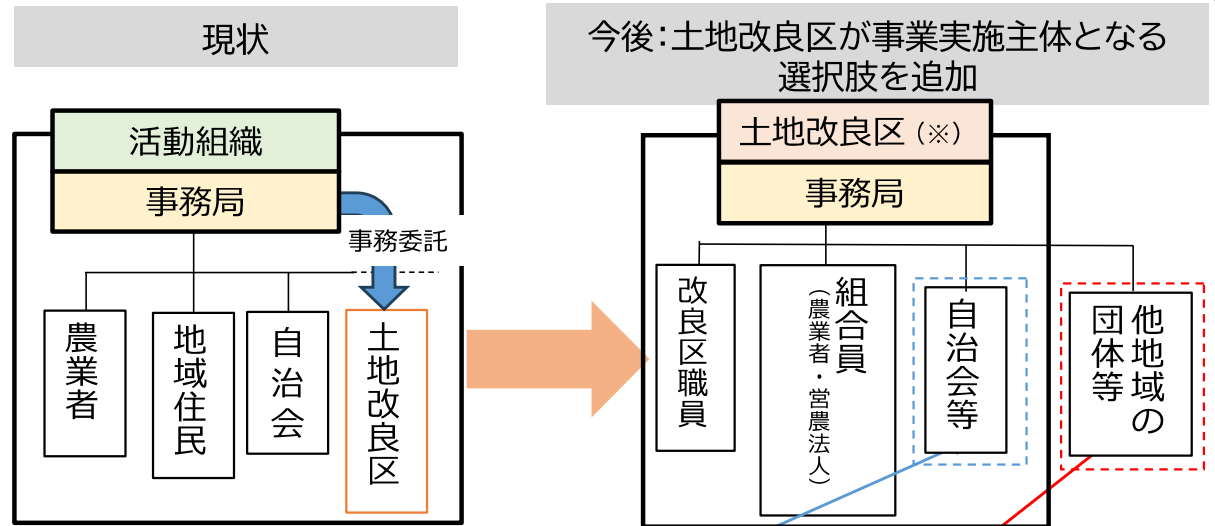 現状
今後：土地改良区が事業実施主体となる
選択肢を追加
活動組織
事務局
事務委託
農業者
地域住民
自治会
土地改良区
土地改良区（※）
事務局
改良区職員
組合員
（農業者・営農法人）
自治会等
他地域の
団体等